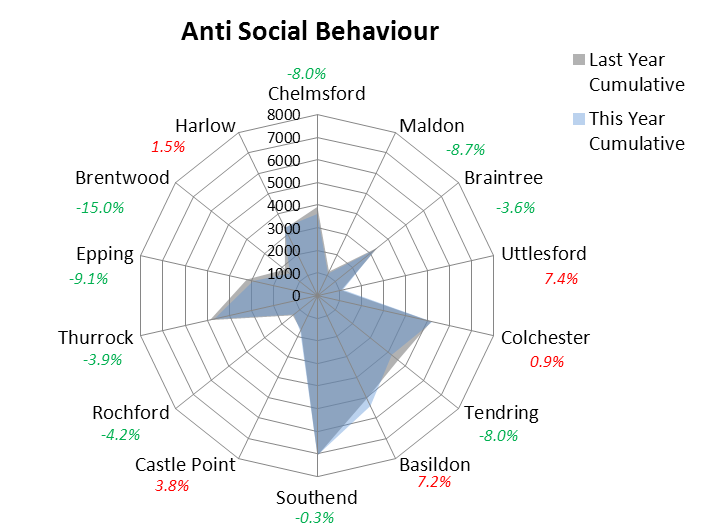 Anti Social Behaviour
Last Year
Cumulative
This Year
Cumulative
-8.0%
Chelmsford
Maldon
-8.7%
Braintree
-3.6%
Uttlesford
7.4%
Colchester
0.9%
Tendring
-8.0%
Basildon
7.2%
Southend
-0.3%
Castle Point
3.8%
Rochford
-4.2%
Thurrock
-3.9%
Epping
-9.1%
Brentwood
-15.0%
Harlow
1.5%
8000
7000
6000
5000
4000
3000
2000
1000
0